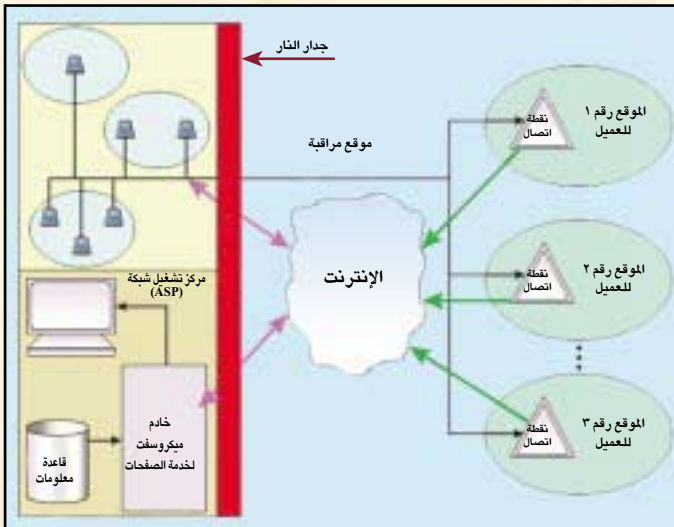 جدار النار
الموقع رقم ١
للعميل
نقطة
اتصال
موقع مراقبة
الموقع رقم ٢
للعميل
نقطة
اتصال
الإنترنت
مركز تشغيل شبكة
(ASP)
الموقع رقم ٣
للعميل
نقطة
اتصال
خادم
ميكروسفت
لخدمة الصفحات
قاعدة
معلومات